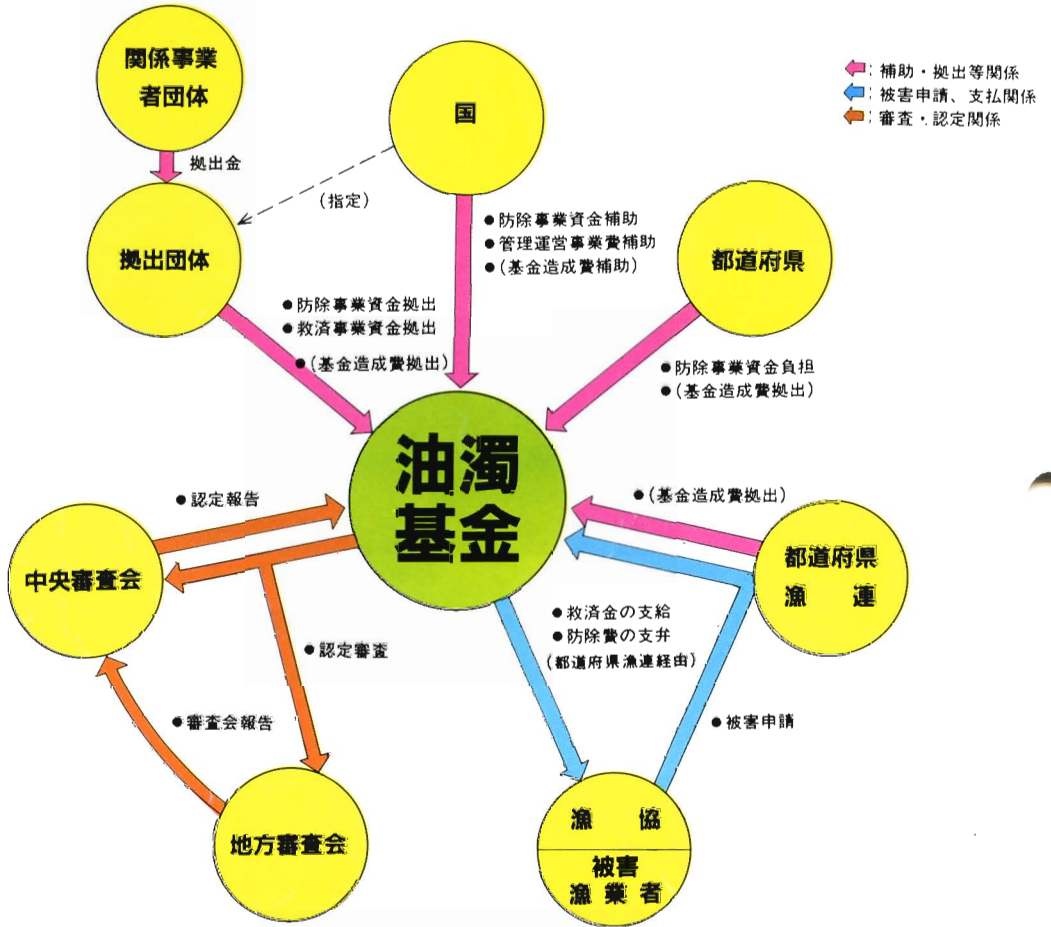 関係事業
者団体
国
←：補助・拠出等関係
←：被害申請、支払関係
←：審査・認定関係
拠出金
(指定)
拠出団体
●防除事業資金補助
●管理運営事業費補助
●(基金造成費補助)
都道府県
●防除事業資金拠出
●救済事業資金拠出
●(基金造成費拠出)
●防除事業資金負担
●(基金造成費拠出)
油濁
基金
●認定報告
●(基金造成費拠出)
中央審査会
都道府県
漁　連
●救済金の支給
●防除費の支弁
(都道府県漁連経由)
●認定審査
●審査会報告
●被害申請
地方審査会
漁　協
被害
漁業者